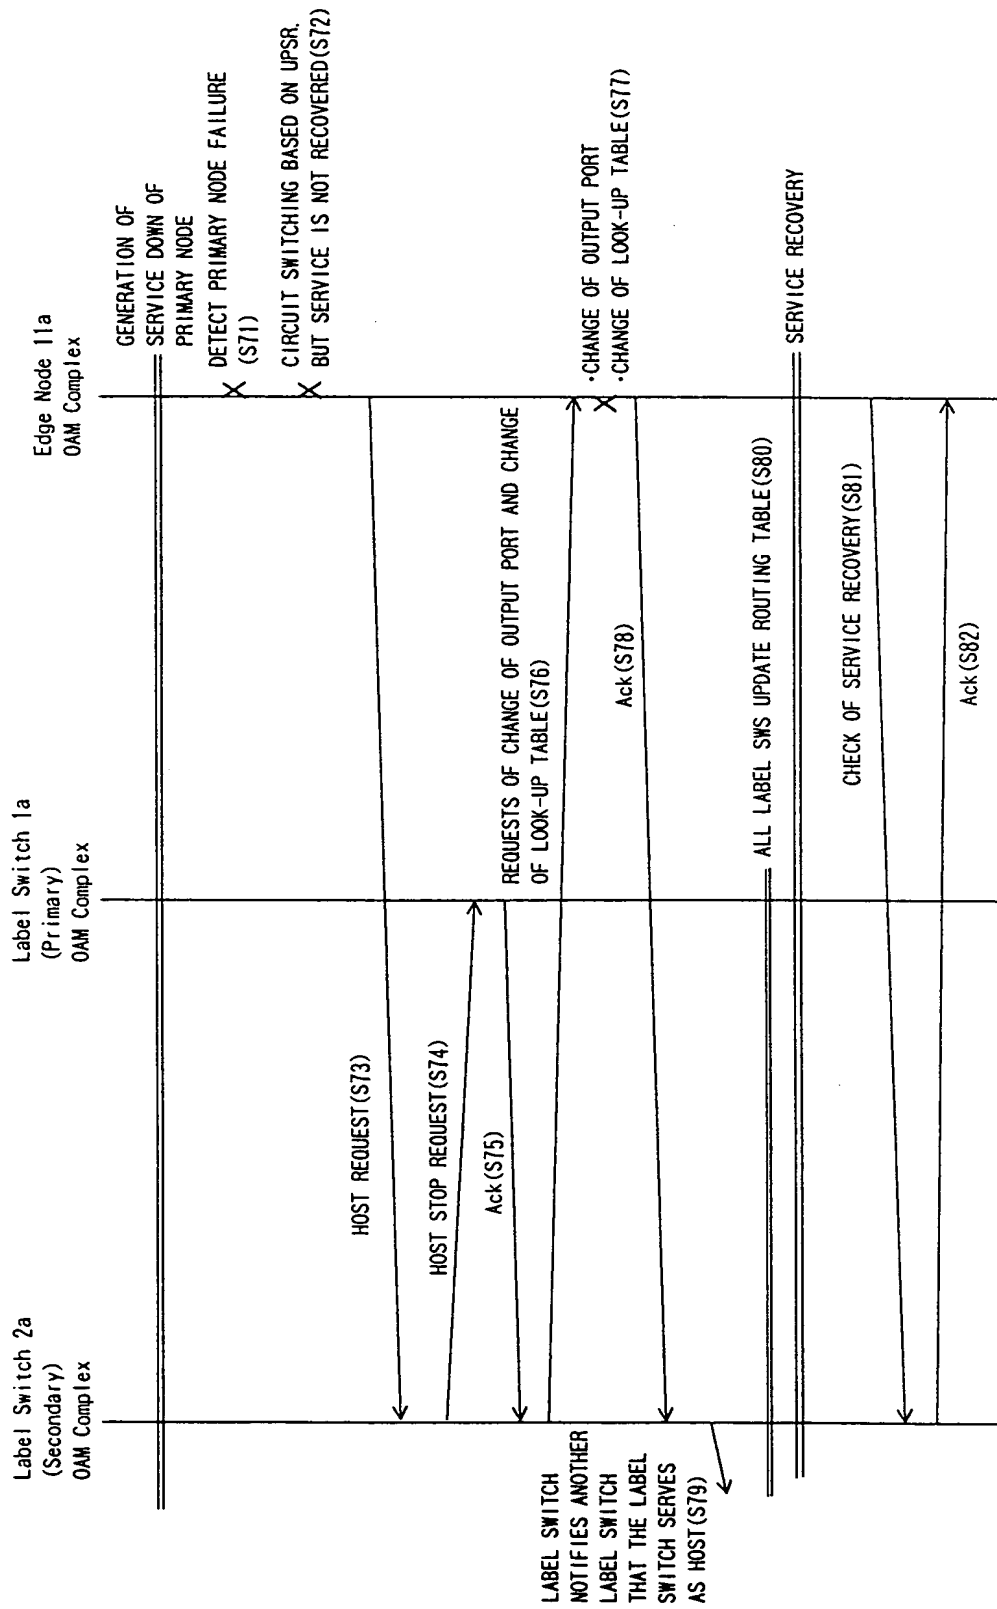 Label Switch 2a
(Secondary)
OAM Complex
Label Switch 1a
(Primary)
OAM Complex
Edge Node 11a
OAM Complex
GENERATION OF
SERVICE DOWN OF
PRIMARY NODE
DETECT PRIMARY NODE FAILURE
(S71)
CIRCUIT SWITCHING BASED ON UPSR.
BUT SERVICE IS NOT RECOVERED(S72)
HOST REQUEST(S73)
HOST STOP REQUEST(S74)
Ack(S75)
REQUESTS OF CHANGE OF OUTPUT PORT AND CHANGE
OF LOOK-UP TABLE(S76)
·CHANGE OF OUTPUT PORT
·CHANGE OF LOOK-UP TABLE(S77)
Ack(S78)
LABEL SWITCH
NOTIFIES ANOTHER
LABEL SWITCH
THAT THE LABEL
SWITCH SERVES
AS HOST(S79)
ALL LABEL SWS UPDATE ROUTING TABLE(S80)
SERVICE RECOVERY
CHECK OF SERVICE RECOVERY(S81)
Ack(S82)